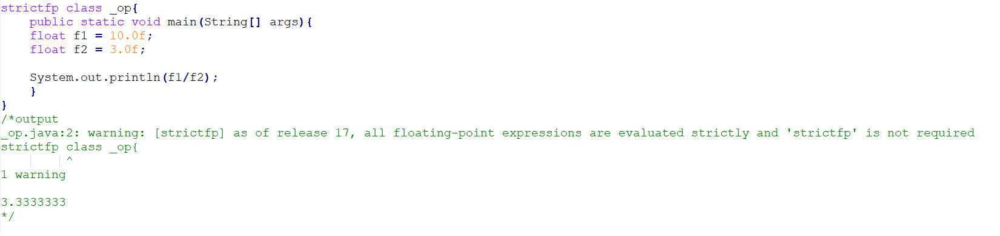 strictfp class _op{
    public static void main(String[] args){
    float f1 = 10.0f;
    float f2 = 3.0f;

    System.out.println(f1/f2);
    }
}
/*output
_op.java:2: warning: [strictfp] as of release 17, all floating-point expressions are evaluated strictly and 'strictfp' is not required
strictfp class _op{
         ^
1 warning

3.3333333
*/